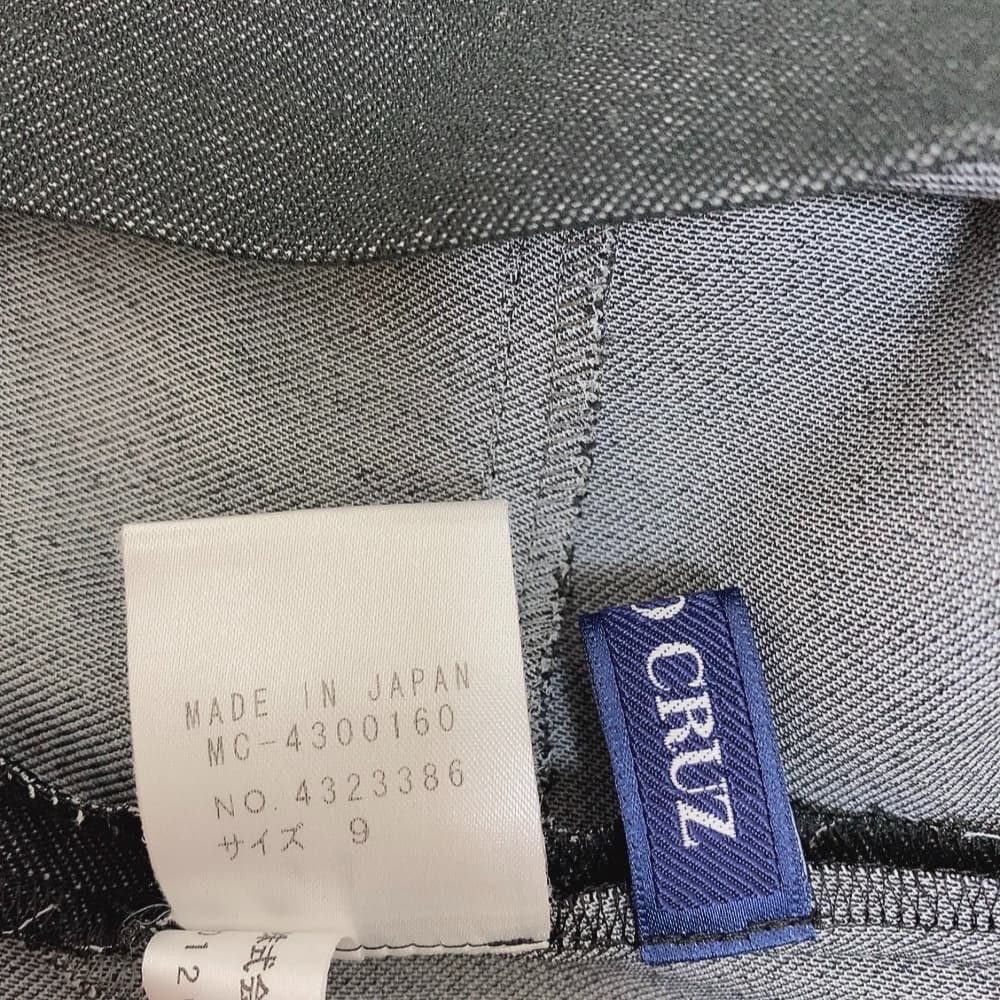 MADE IN JAPAN
MC-4300160
NO. 4323386
サイズ 9
CRUZ